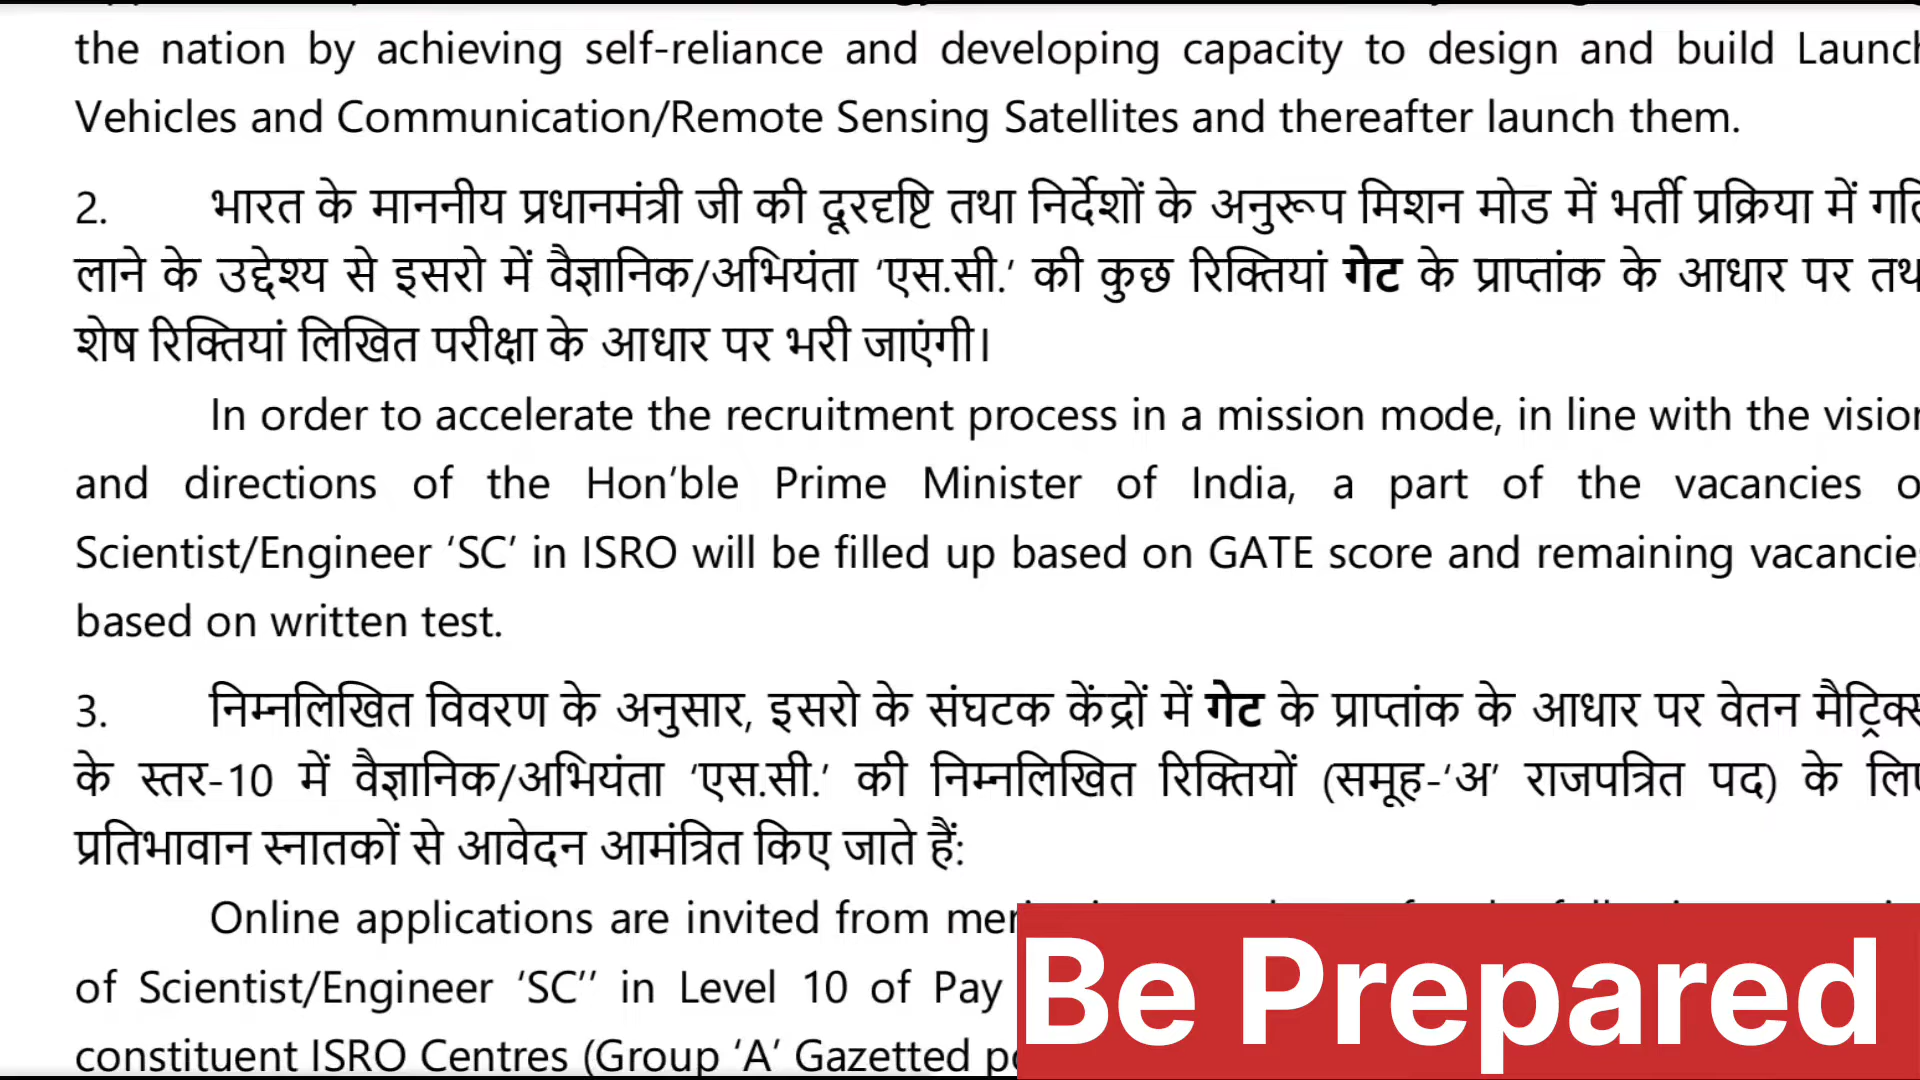 the nation by achieving self-reliance and developing capacity to design and build Launch
Vehicles and Communication/Remote Sensing Satellites and thereafter launch them.
2. भारत के माननीय प्रधानमंत्री जी की दूरदृष्टि तथा निर्देशों के अनुरूप मिशन मोड में भर्ती प्रक्रिया में गति
लाने के उद्देश्य से इसरो में वैज्ञानिक/अभियंता ‘एस.सी.’ की कुछ रिक्तियां गेट के प्राप्तांक के आधार पर तथा
शेष रिक्तियां लिखित परीक्षा के आधार पर भरी जाएंगी।
In order to accelerate the recruitment process in a mission mode, in line with the vision
and directions of the Hon’ble Prime Minister of India, a part of the vacancies of
Scientist/Engineer ‘SC’ in ISRO will be filled up based on GATE score and remaining vacancies
based on written test.
3. निम्नलिखित विवरण के अनुसार, इसरो के संघटक केंद्रों में गेट के प्राप्तांक के आधार पर वेतन मैट्रिक्स
के स्तर-10 में वैज्ञानिक/अभियंता ‘एस.सी.’ की निम्नलिखित रिक्तियों (समूह-‘अ’ राजपत्रित पद) के लिए
प्रतिभावान स्नातकों से आवेदन आमंत्रित किए जाते हैं:
Online applications are invited from
of Scientist/Engineer ‘SC’’ in Level 10 of Pay
constituent ISRO Centres (Group ‘A’ Gazetted
Be Prepared